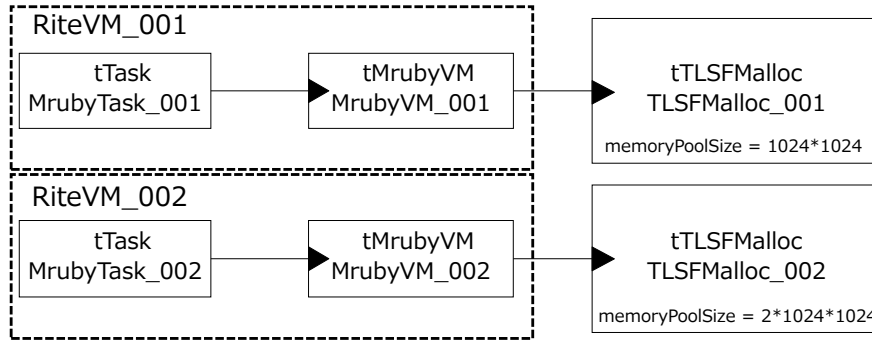 RiteVM_001
tTask
MrubyTask_001
tMrubyVM
MrubyVM_001
tTLSFMalloc
TLSFMalloc_001
memoryPoolSize = 1024*1024
RiteVM_002
tTask
MrubyTask_002
tMrubyVM
MrubyVM_002
tTLSFMalloc
TLSFMalloc_002
memoryPoolSize = 2*1024*1024